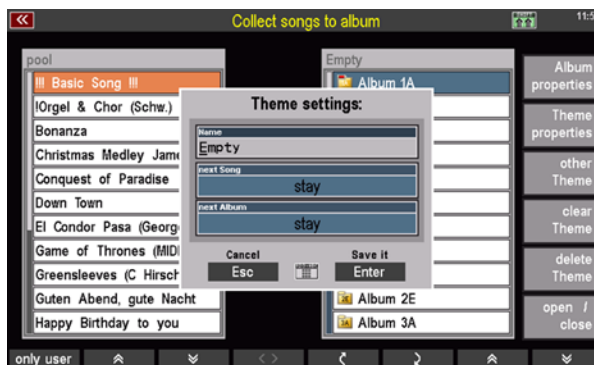 Collect songs to album
pool
!!! Basic Song !!!
!Orgel & Chor (Schw.)
Bonanza
Christmas Medley Jame
Conquest of Paradise
Down Town
El Condor Pasa (Georg
Game of Thrones (MIDI
Greensleeves (C Hirsch
Guten Abend, gute Nacht
Happy Birthday to you
Empty
Album 1A
Album 2E
Album 3A
Theme settings:
Name
Empty
next Song
stay
next Album
stay
Cancel
Esc
Save it
Enter
Album
properties
Theme
properties
other
Theme
clear
Theme
delete
Theme
open /
close
only user